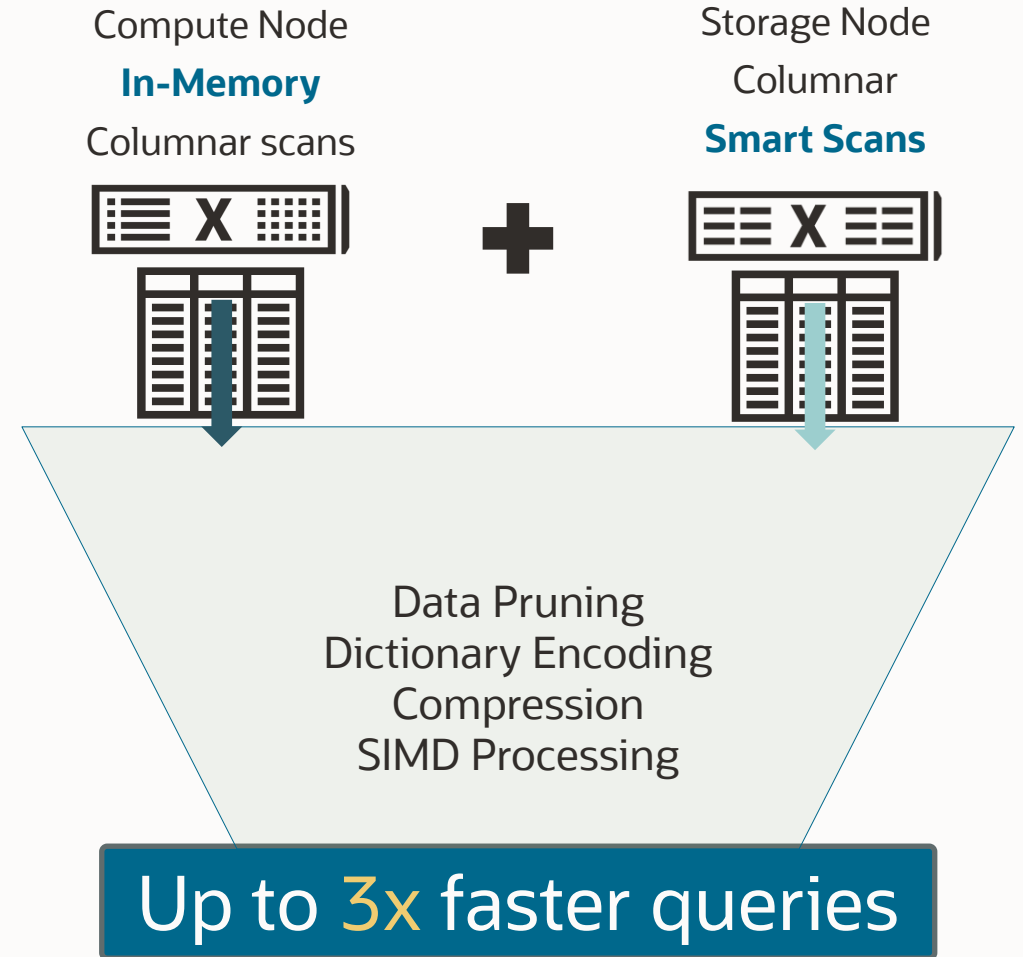 Compute Node
In-Memory
Columnar scans
Storage Node
Columnar
Smart Scans
X
X
Data Pruning
Dictionary Encoding
Compression
SIMD Processing
Up to 3x faster queries